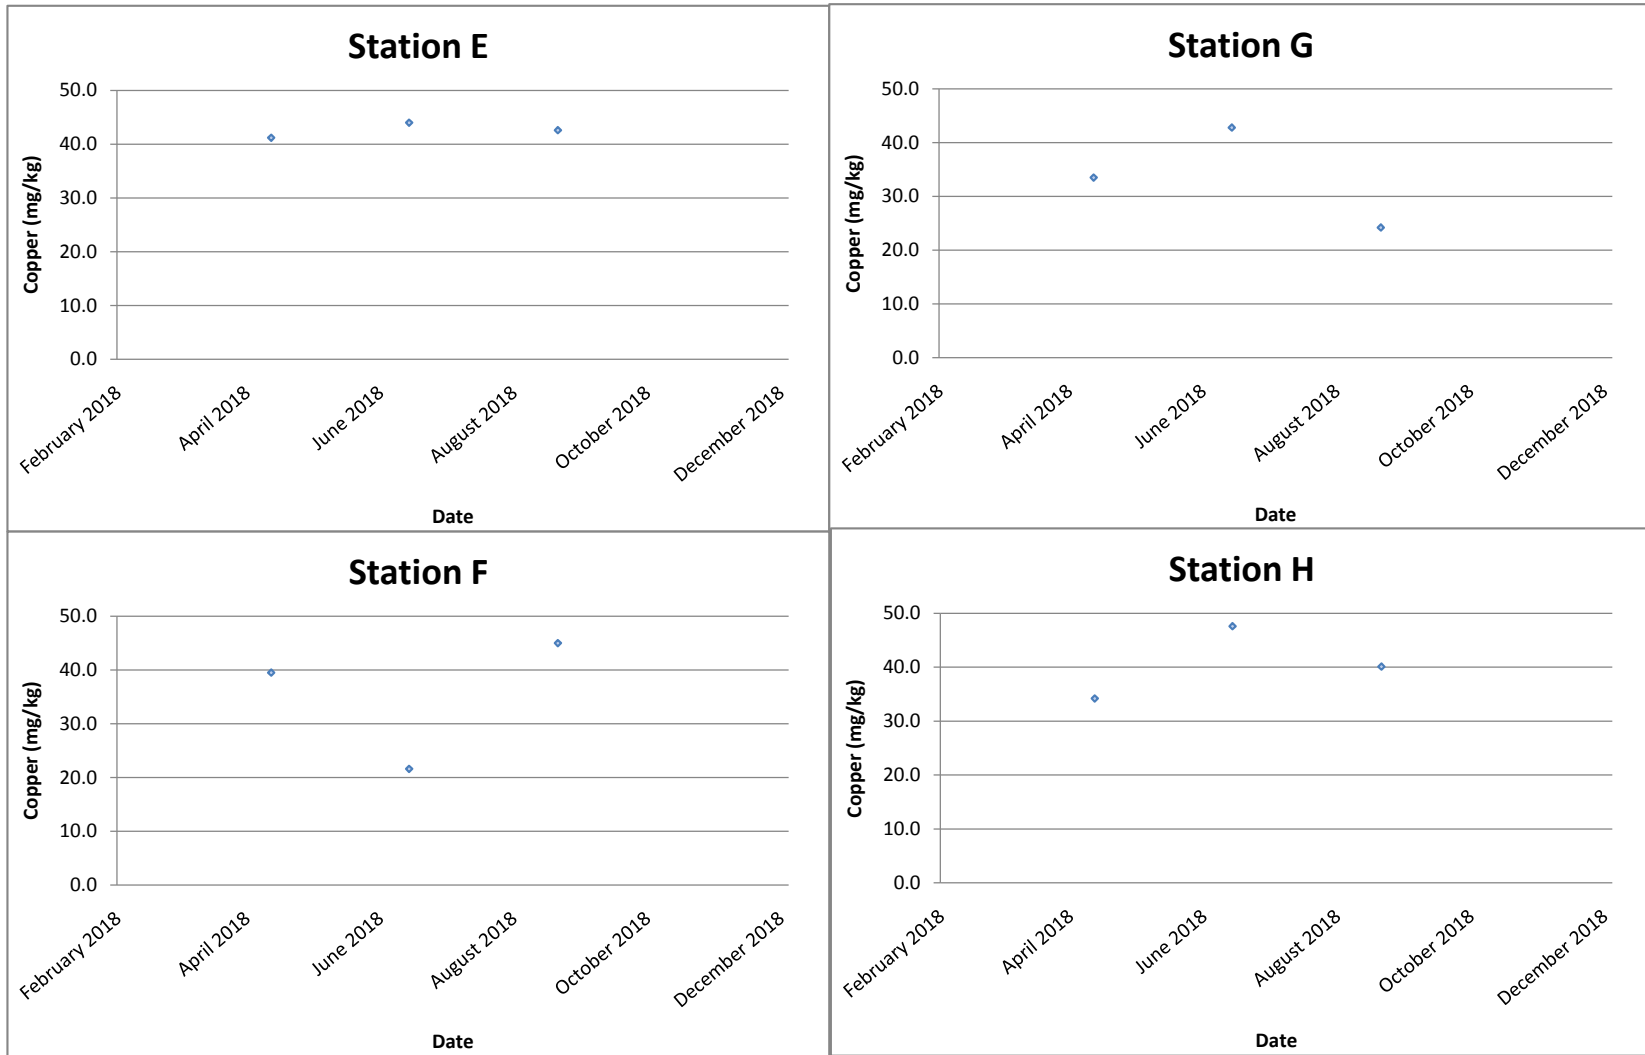 Station E
50.0
40.0
30.0
20.0
10.0
0.0
Copper (mg/kg)
February 2018
April 2018
June 2018
August 2018
October 2018
December 2018
Date
Station G
50.0
40.0
30.0
20.0
10.0
0.0
Copper (mg/kg)
February 2018
April 2018
June 2018
August 2018
October 2018
December 2018
Date
Station F
50.0
40.0
30.0
20.0
10.0
0.0
Copper (mg/kg)
February 2018
April 2018
June 2018
August 2018
October 2018
December 2018
Date
Station H
50.0
40.0
30.0
20.0
10.0
0.0
Copper (mg/kg)
February 2018
April 2018
June 2018
August 2018
October 2018
December 2018
Date